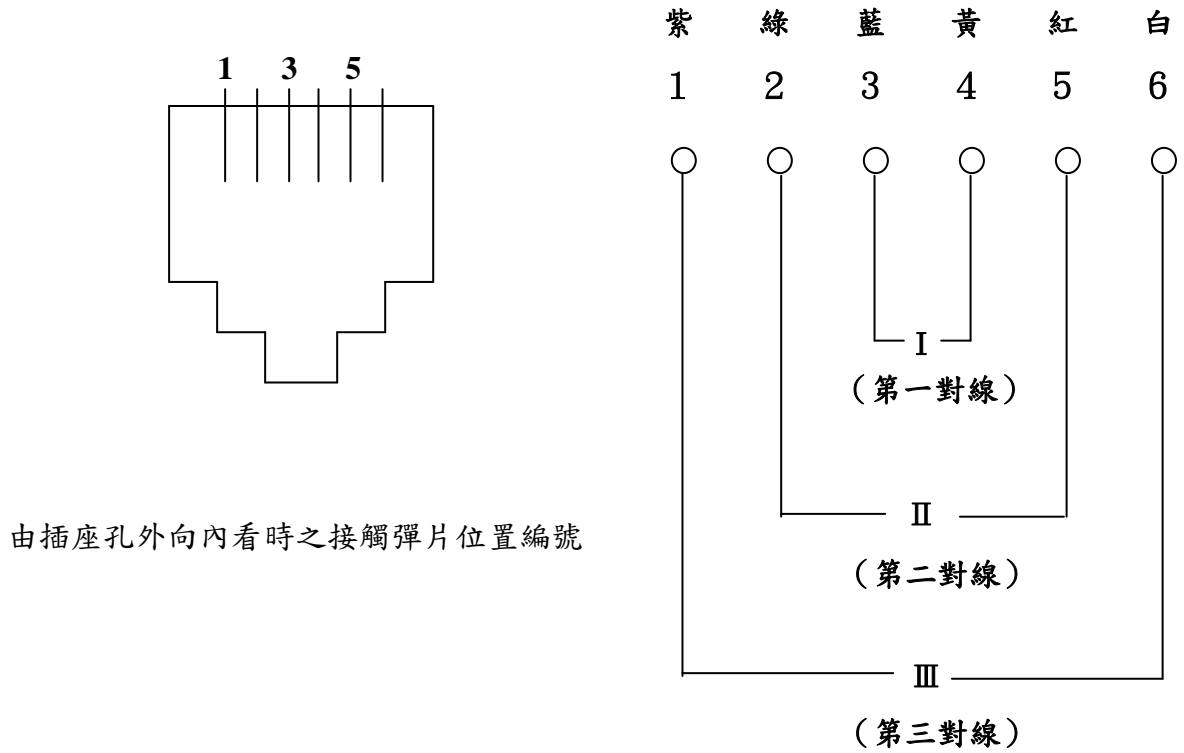 1 3 5
由插座孔外向內看時之接觸彈片位置編號
紫 綠 藍 黃 紅 白
1 2 3 4 5 6
Ⅰ
（第一對線）
Ⅱ
（第二對線）
Ⅲ
（第三對線）